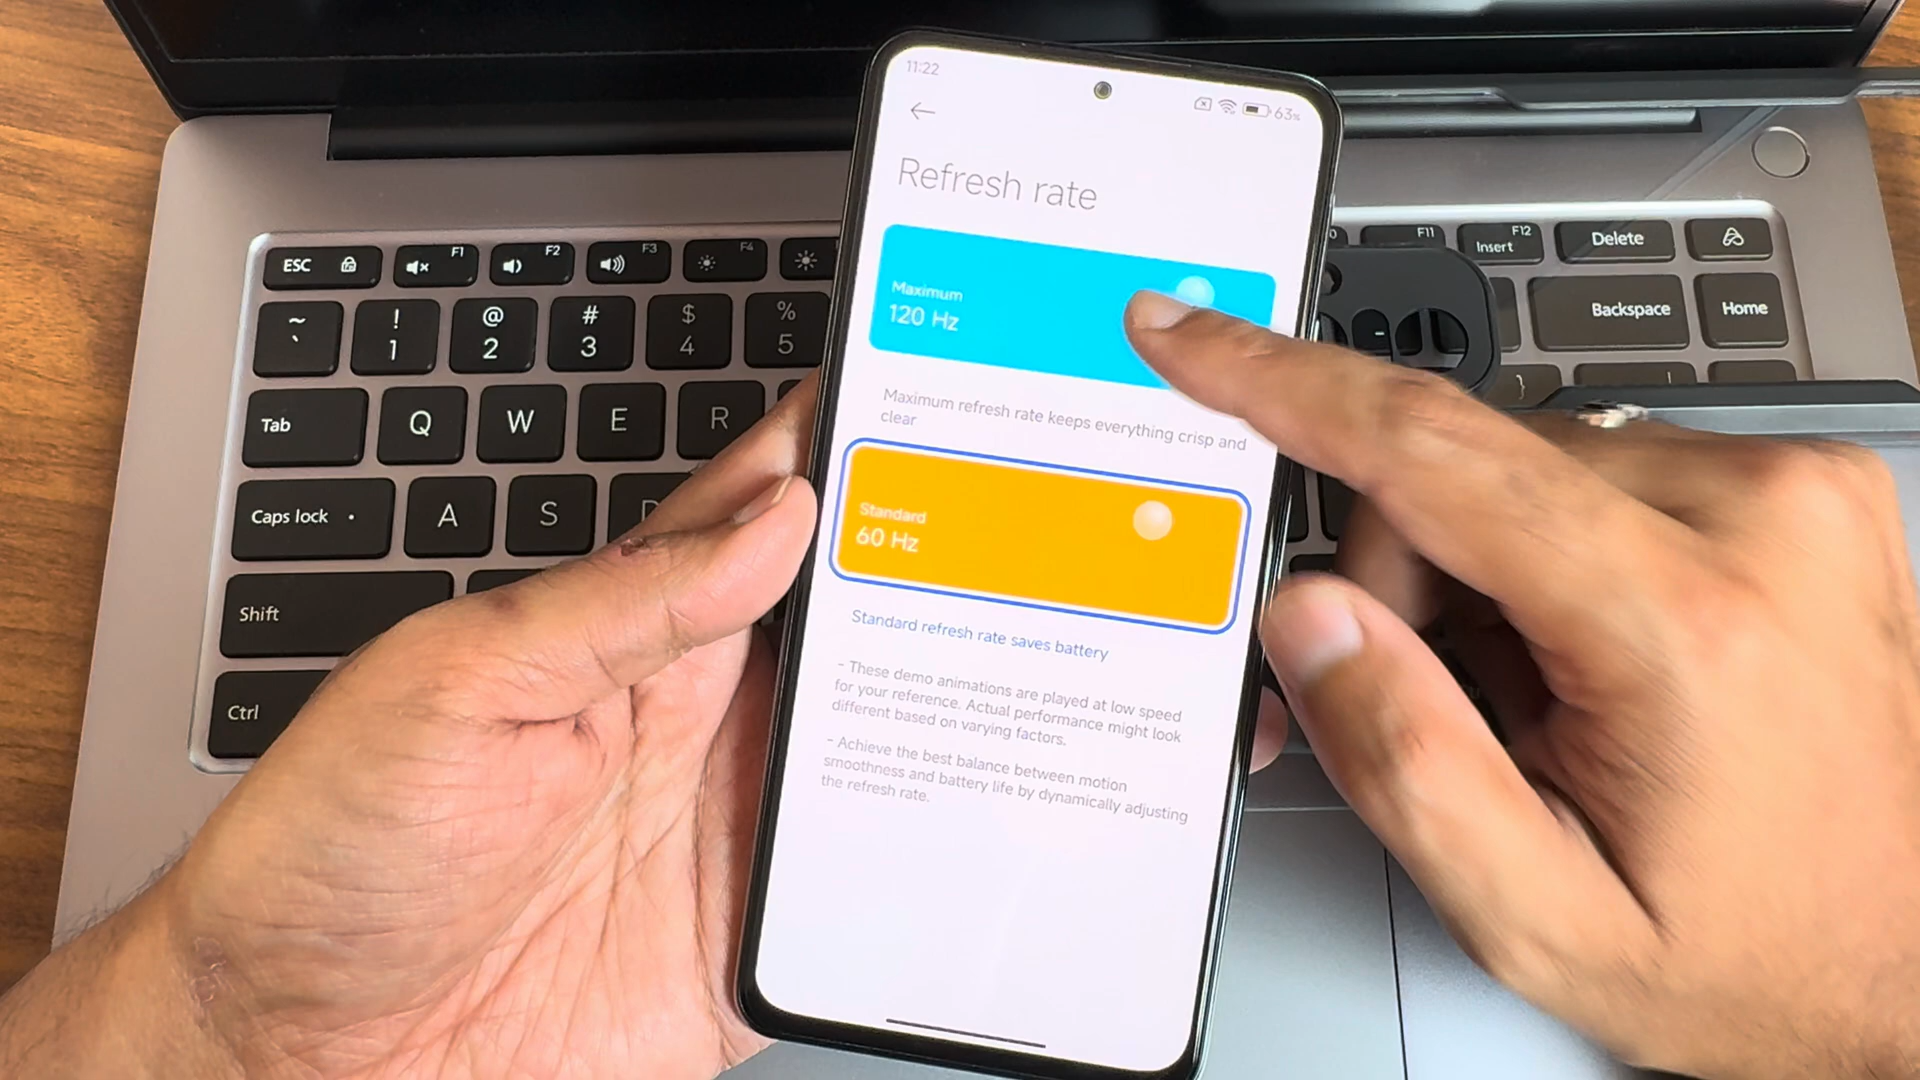 11:22
63%
Refresh rate
Maximum
120 Hz
Maximum refresh rate keeps everything crisp and
clear
Standard
60 Hz
Standard refresh rate saves battery
- These demo animations are played at low speed
for your reference. Actual performance might look
different based on varying factors.
- Achieve the best balance between motion
smoothness and battery life by dynamically adjusting
the refresh rate.
ESC
F1
F2
F3
F4
F11
F12
Insert
Delete
~
`
!
1
@
2
#
3
$
4
%
5
Backspace
Home
Tab
Q
W
E
R
}
Caps lock
A
S
D
Shift
Ctrl